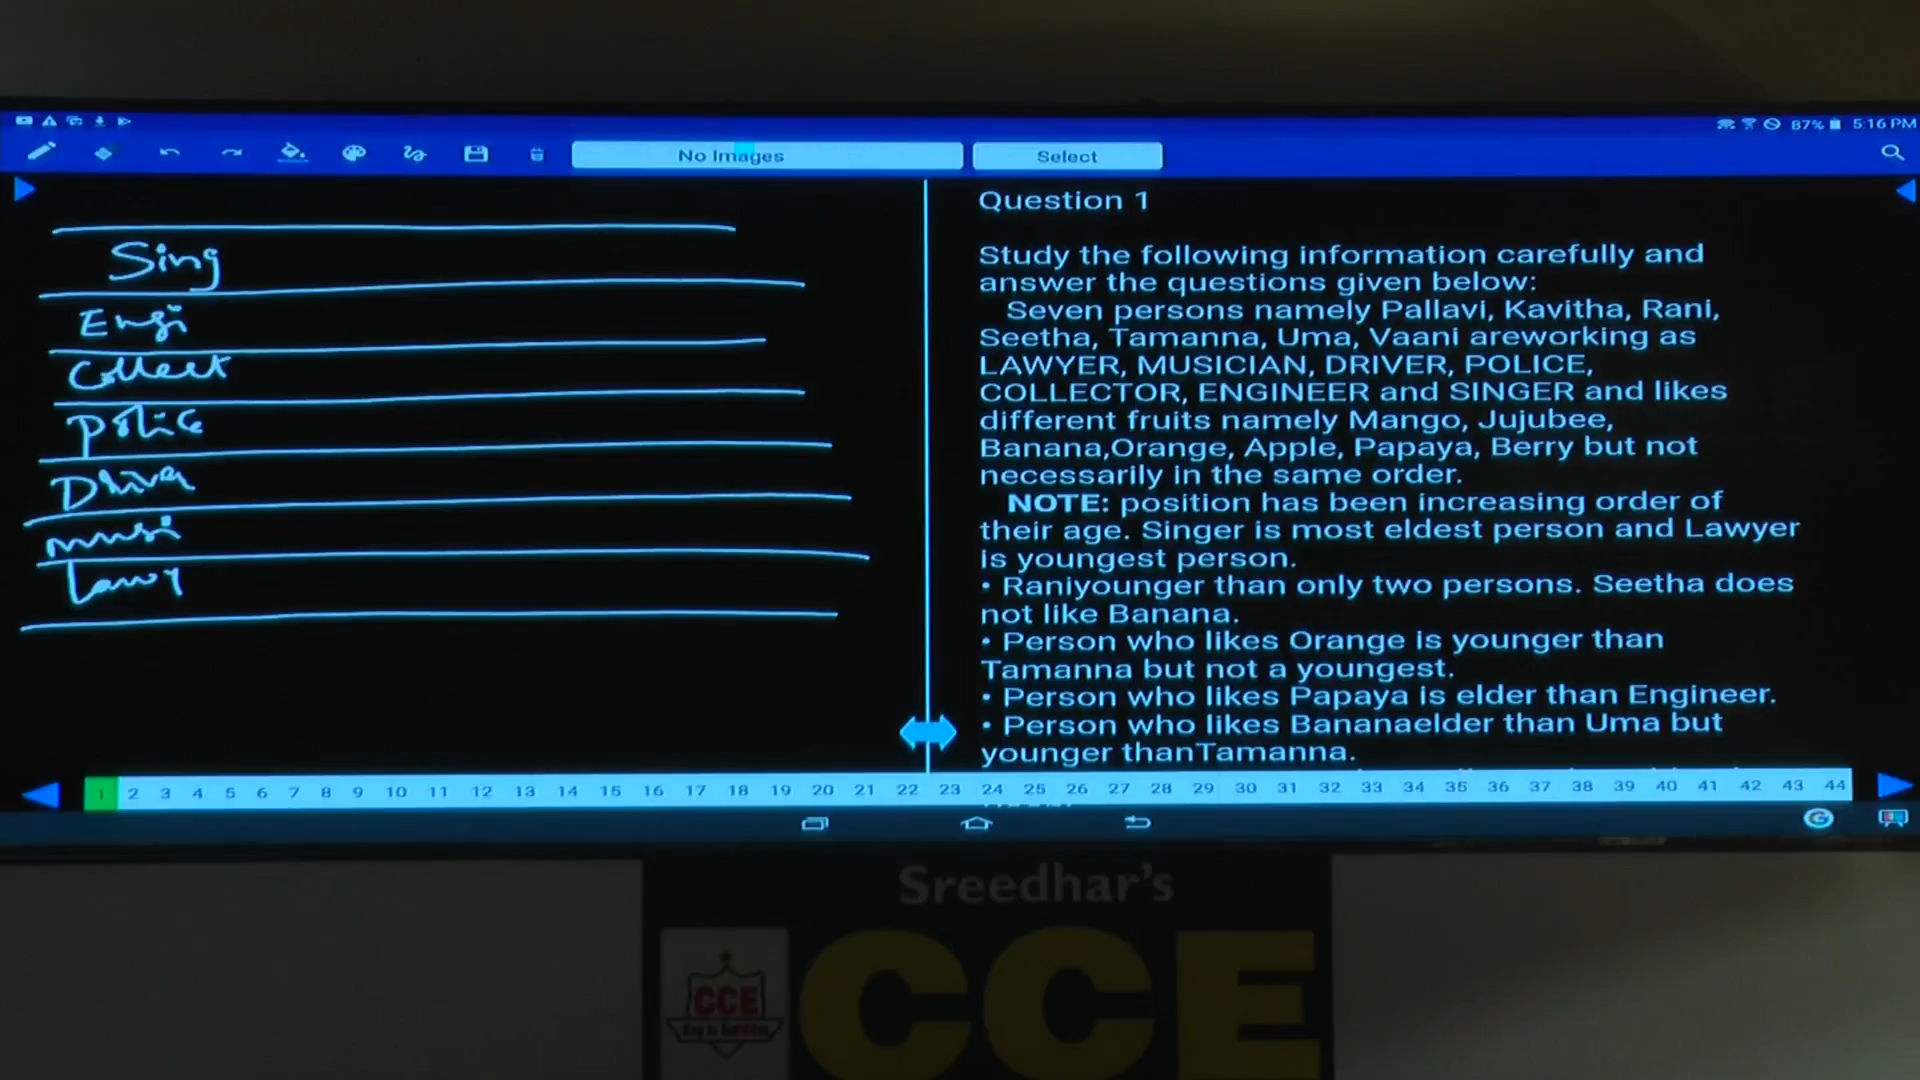 87% 5:16 PM
No Images
Select
Sing
Engi
Collect
Police
Driver
musi
Lawy
Question 1
Study the following information carefully and
answer the questions given below:
Seven persons namely Pallavi, Kavitha, Rani,
Seetha, Tamanna, Uma, Vaani areworking as
LAWYER, MUSICIAN, DRIVER, POLICE,
COLLECTOR, ENGINEER and SINGER and likes
different fruits namely Mango, Jujubee,
Banana,Orange, Apple, Papaya, Berry but not
necessarily in the same order.
NOTE: position has been increasing order of
their age. Singer is most eldest person and Lawyer
is youngest person.
• Raniyounger than only two persons. Seetha does
not like Banana.
• Person who likes Orange is younger than
Tamanna but not a youngest.
• Person who likes Papaya is elder than Engineer.
• Person who likes Bananaelder than Uma but
younger thanTamanna.
1 2 3 4 5 6 7 8 9 10 11 12 13 14 15 16 17 18 19 20 21 22 23 24 25 26 27 28 29 30 31 32 33 34 35 36 37 38 39 40 41 42 43 44
Sreedhar's
CCE
CCE